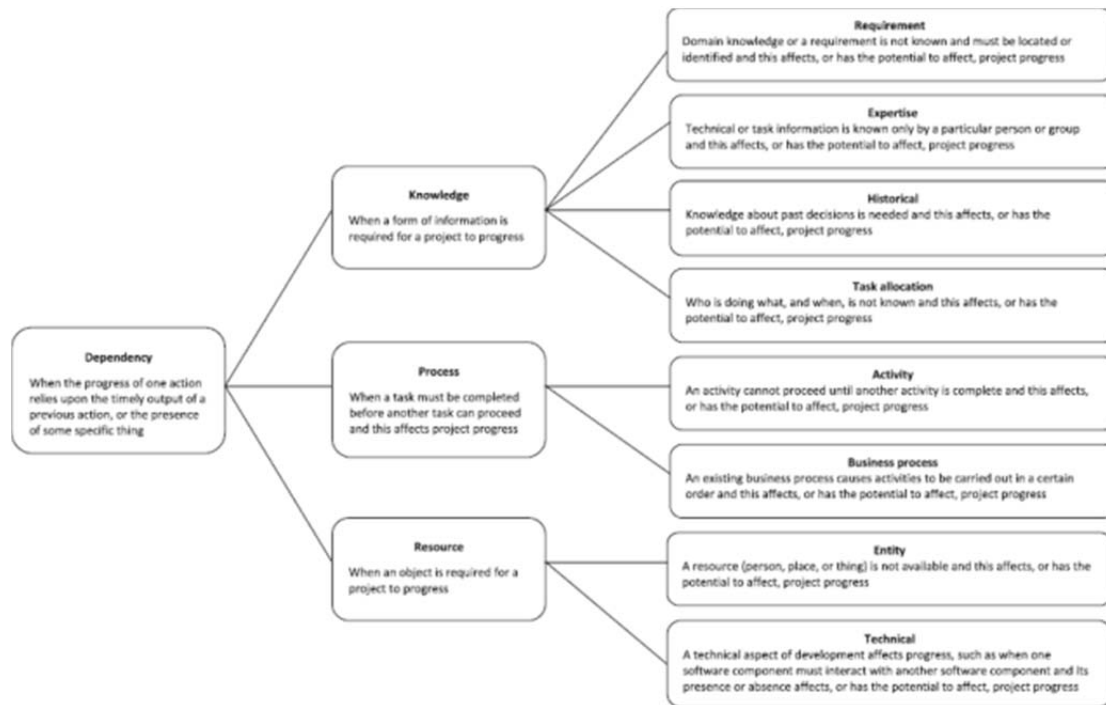 Requirement
Domain knowledge or a requirement is not known and must be located or
identified and this affects, or has the potential to affect, project progress
Expertise
Technical or task information is known only by a particular person or group
and this affects, or has the potential to affect, project progress
Knowledge
When a form of information is
required for a project to progress
Historical
Knowledge about past decisions is needed and this affects, or has the
potential to affect, project progress
Task allocation
Who is doing what, and when, is not known and this affects, or has the
potential to affect, project progress
Dependency
When the progress of one action
relies upon the timely output of a
previous action, or the presence
of some specific thing
Process
When a task must be completed
before another task can proceed
and this affects project progress
Activity
An activity cannot proceed until another activity is complete and this affects,
or has the potential to affect, project progress
Business process
An existing business process causes activities to be carried out in a certain
order and this affects, or has the potential to affect, project progress
Resource
When an object is required for a
project to progress
Entity
A resource (person, place, or thing) is not available and this affects, or has the
potential to affect, project progress
Technical
A technical aspect of development affects progress, such as when one
software component must interact with another software component and its
presence or absence affects, or has the potential to affect, project progress